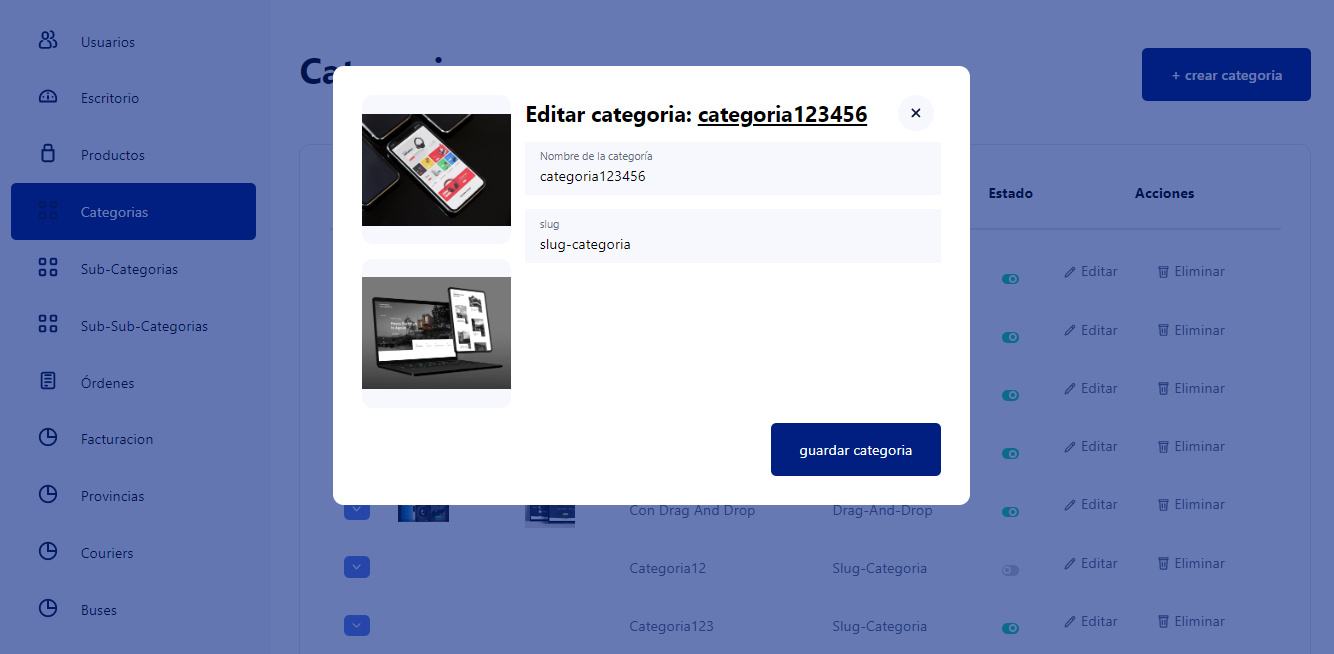 Usuarios
Escritorio
Productos
Categorias
Sub-Categorias
Sub-Sub-Categorias
Órdenes
Facturacion
Provincias
Couriers
Buses
+ crear categoria
Editar categoria: categoria123456
Nombre de la categoría
categoria123456
slug
slug-categoria
guardar categoria
Estado Acciones
Editar Eliminar
Editar Eliminar
Editar Eliminar
Editar Eliminar
Con Drag And Drop Drag-And-Drop Editar Eliminar
Categoria12 Slug-Categoria Editar Eliminar
Categoria123 Slug-Categoria Editar Eliminar